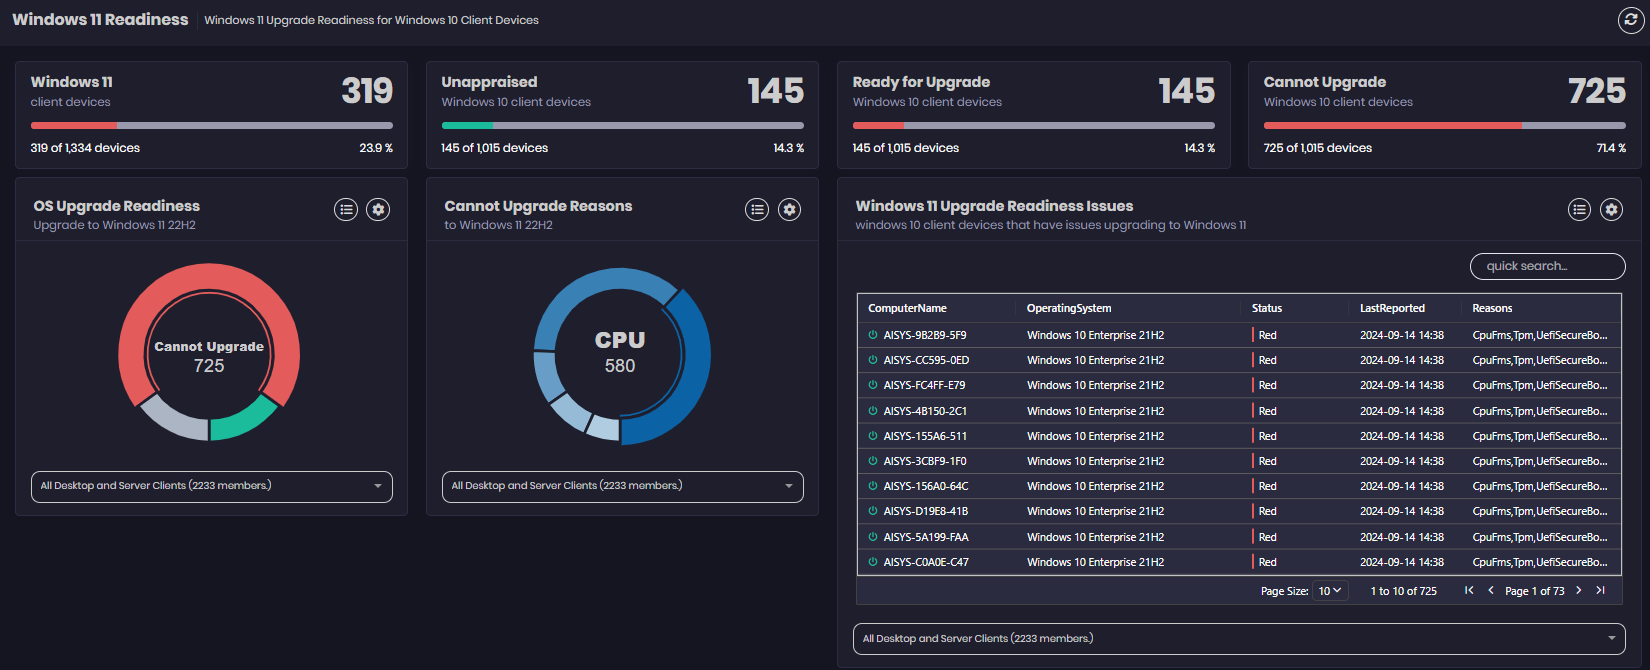 Windows 11 Readiness
Windows 11 Upgrade Readiness for Windows 10 Client Devices
Windows 11
client devices
319
319 of 1,334 devices
23.9 %
Unappraised
Windows 10 client devices
145
145 of 1,015 devices
14.3 %
Ready for Upgrade
Windows 10 client devices
145
145 of 1,015 devices
14.3 %
Cannot Upgrade
Windows 10 client devices
725
725 of 1,015 devices
71.4 %
OS Upgrade Readiness
Upgrade to Windows 11 22H2
Cannot Upgrade
725
All Desktop and Server Clients (2233 members.)
Cannot Upgrade Reasons
to Windows 11 22H2
CPU
580
All Desktop and Server Clients (2233 members.)
Windows 11 Upgrade Readiness Issues
windows 10 client devices that have issues upgrading to Windows 11
quick search...
ComputerName OperatingSystem Status LastReported Reasons
AISYS-9B2B9-5F9 Windows 10 Enterprise 21H2 Red 2024-09-14 14:38 CpuFms,Tpm,UefiSecureBo...
AISYS-CC595-0ED Windows 10 Enterprise 21H2 Red 2024-09-14 14:38 CpuFms,Tpm,UefiSecureBo...
AISYS-FC4FF-E79 Windows 10 Enterprise 21H2 Red 2024-09-14 14:38 CpuFms,Tpm,UefiSecureBo...
AISYS-4B150-2C1 Windows 10 Enterprise 21H2 Red 2024-09-14 14:38 CpuFms,Tpm,UefiSecureBo...
AISYS-155A6-511 Windows 10 Enterprise 21H2 Red 2024-09-14 14:38 CpuFms,Tpm,UefiSecureBo...
AISYS-3CBF9-1F0 Windows 10 Enterprise 21H2 Red 2024-09-14 14:38 CpuFms,Tpm,UefiSecureBo...
AISYS-156A0-64C Windows 10 Enterprise 21H2 Red 2024-09-14 14:38 CpuFms,Tpm,UefiSecureBo...
AISYS-D19E8-41B Windows 10 Enterprise 21H2 Red 2024-09-14 14:38 CpuFms,Tpm,UefiSecureBo...
AISYS-5A199-FAA Windows 10 Enterprise 21H2 Red 2024-09-14 14:38 CpuFms,Tpm,UefiSecureBo...
AISYS-C0A0E-C47 Windows 10 Enterprise 21H2 Red 2024-09-14 14:38 CpuFms,Tpm,UefiSecureBo...
Page Size: 10 1 to 10 of 725 Page 1 of 73
All Desktop and Server Clients (2233 members.)